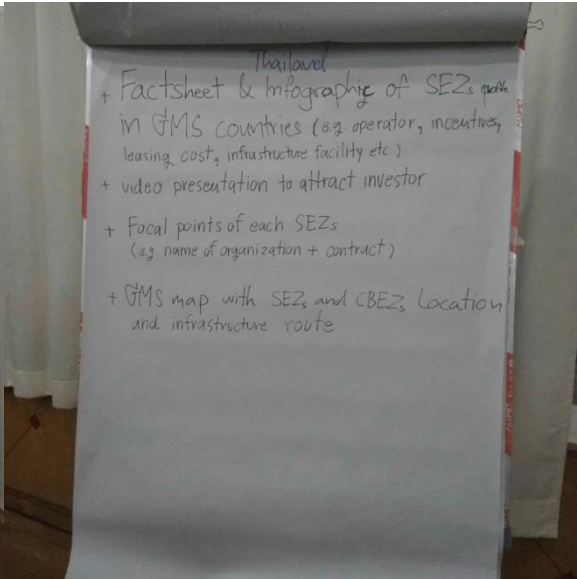 Thailand
+ Factsheet & Infographic of SEZs profile
in GMS countries (e.g. operator, incentives,
leasing cost, infrastructure facility etc.)
+ video presentation to attract investor
+ Focal points of each SEZs
(e.g name of organization + contract)
+ GMS map with SEZs and CBEZs Location
and infrastructure route